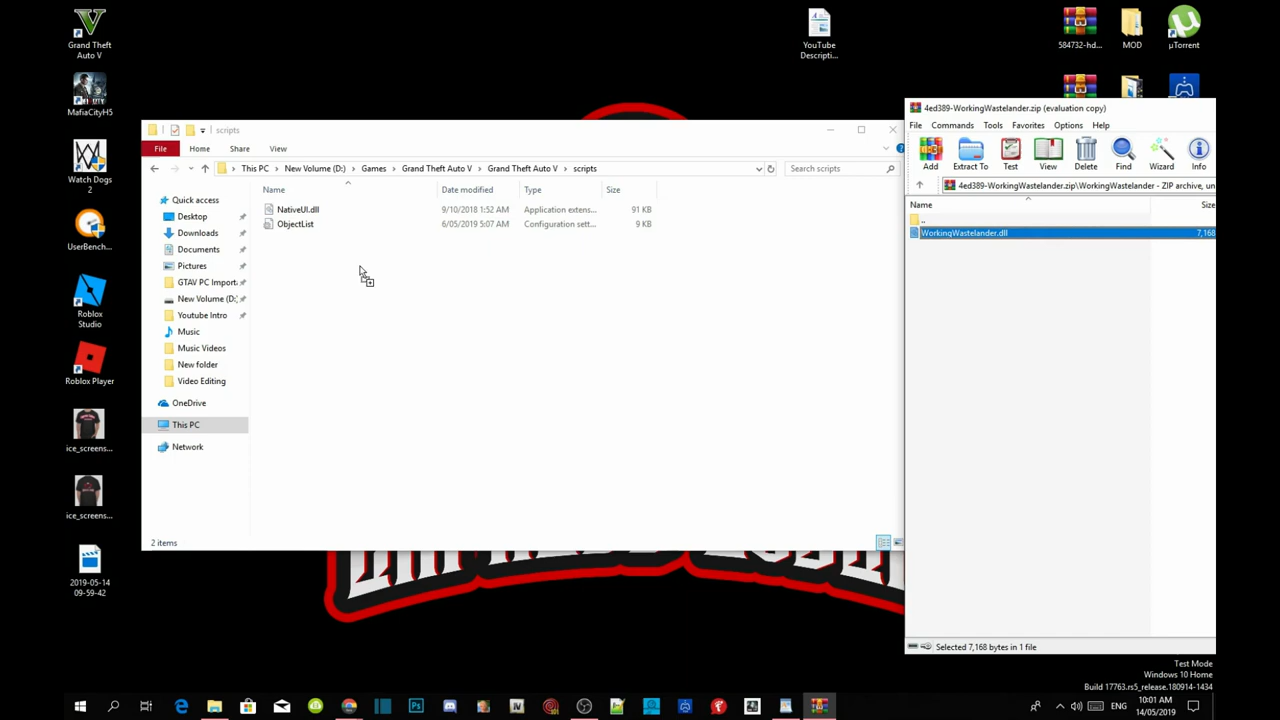 Grand Theft
Auto V
MafiaCityH5
Watch Dogs
2
UserBench...
Roblox
Studio
Roblox Player
ice_screens...
ice_screens...
2019-05-14
09-59-42
YouTube
Descripti...
584732-hd...
MOD
µTorrent
scripts
File
Home
Share
View
This PC
New Volume (D:)
Games
Grand Theft Auto V
Grand Theft Auto V
scripts
Search scripts
Name
Date modified
Type
Size
NativeUI.dll
9/10/2018 1:52 AM
Application extens...
91 KB
ObjectList
6/05/2019 5:07 AM
Configuration sett...
9 KB
Quick access
Desktop
Downloads
Documents
Pictures
GTAV PC Import
New Volume (D:
Youtube Intro
Music
Music Videos
New folder
Video Editing
OneDrive
This PC
Network
2 items
4ed389-WorkingWastelander.zip (evaluation copy)
File
Commands
Tools
Favorites
Options
Help
Add
Extract To
Test
View
Delete
Find
Wizard
Info
4ed389-WorkingWastelander.zip\WorkingWastelander - ZIP archive, un
Name
Size
..
WorkingWastelander.dll
7,168
Selected 7,168 bytes in 1 file
Test Mode
Windows 10 Home
Build 17763.rs5_release.180914-1434
ENG
10:01 AM
14/05/2019